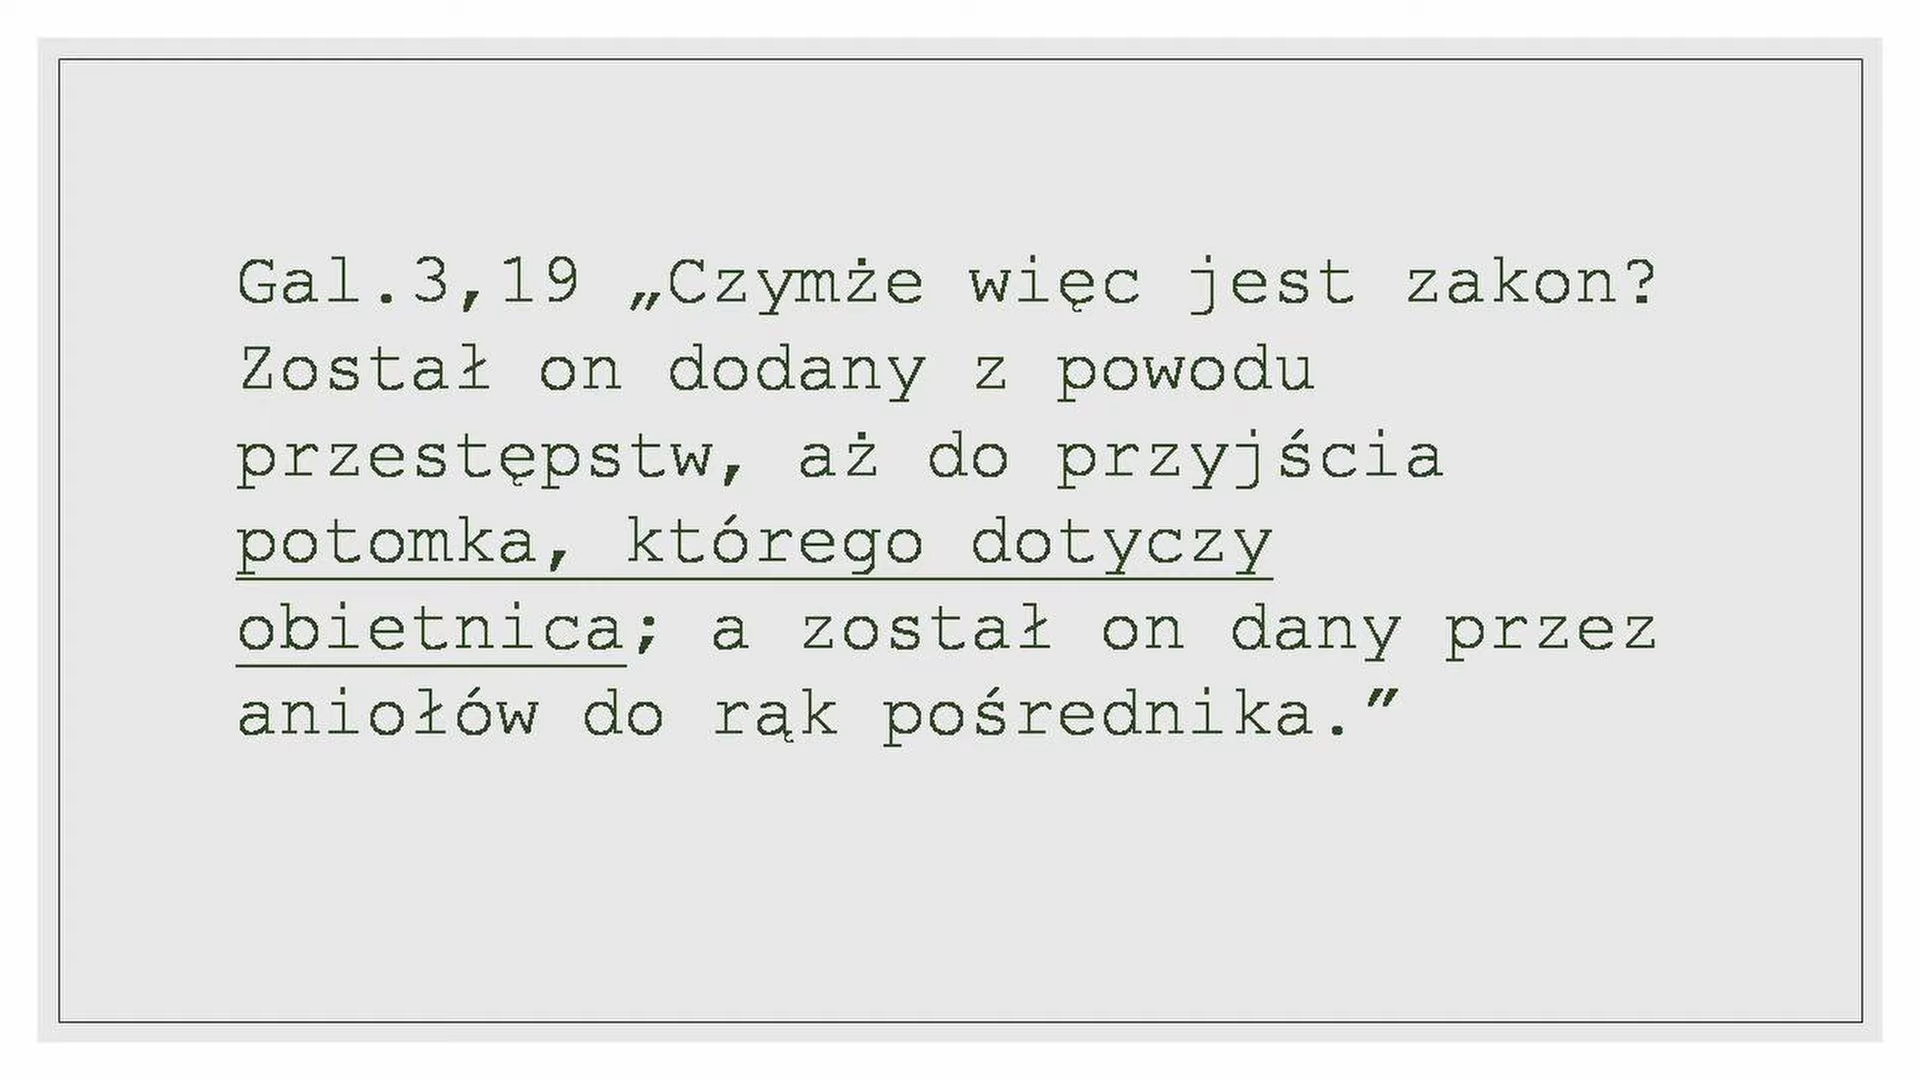 Gal.3,19 „Czymże więc jest zakon?
Został on dodany z powodu
przestępstw, aż do przyjścia
potomka, którego dotyczy
obietnica; a został on dany przez
aniołów do rąk pośrednika.”